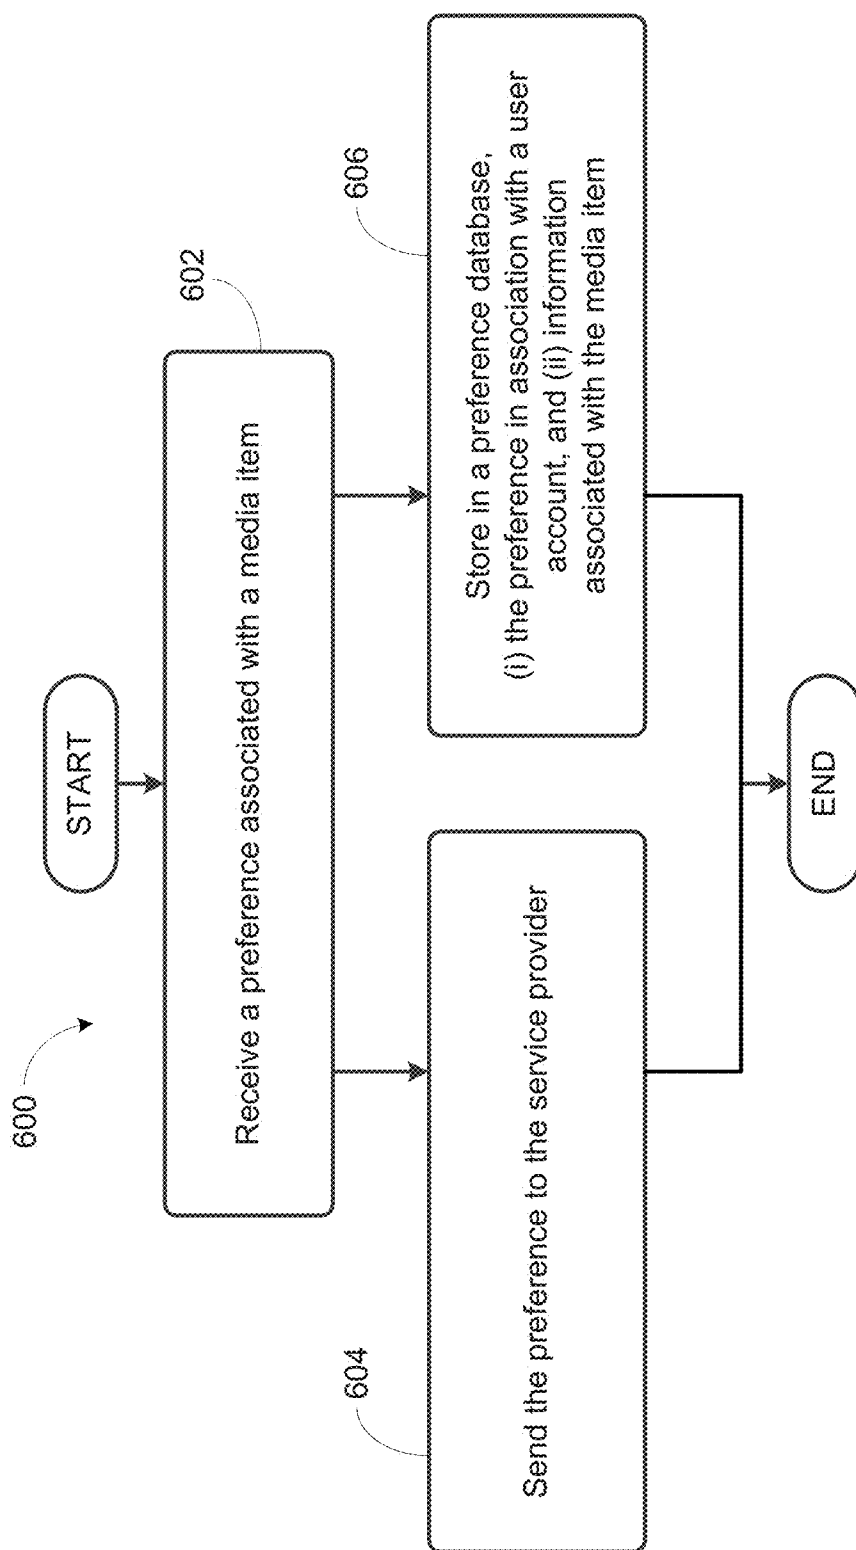 600
START
602
Receive a preference associated with a media item
604
Send the preference to the service provider
606
Store in a preference database,
(i) the preference in association with a user
account, and (ii) information
associated with the media item
END